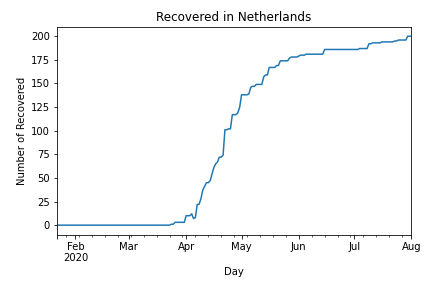 Recovered in Netherlands
Number of Recovered
200
175
150
125
100
75
50
25
0
Feb
2020
Mar
Apr
May
Jun
Jul
Aug
Day